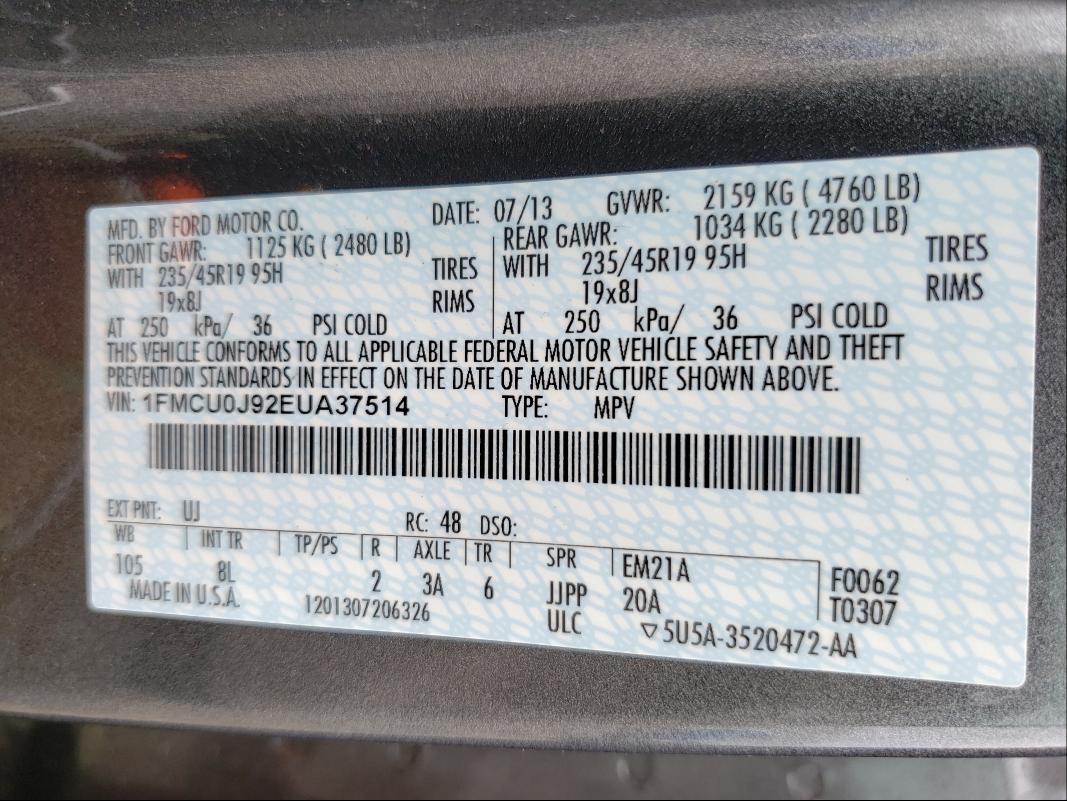 MFD. BY FORD MOTOR CO. DATE: 07/13 GVWR: 2159 KG ( 4760 LB)
FRONT GAWR: 1125 KG ( 2480 LB) REAR GAWR: 1034 KG ( 2280 LB)
WITH 235/45R19 95H TIRES WITH 235/45R19 95H TIRES
19x8J RIMS 19x8J RIMS
AT 250 kPa/ 36 PSI COLD AT 250 kPa/ 36 PSI COLD
THIS VEHICLE CONFORMS TO ALL APPLICABLE FEDERAL MOTOR VEHICLE SAFETY AND THEFT
PREVENTION STANDARDS IN EFFECT ON THE DATE OF MANUFACTURE SHOWN ABOVE.
VIN: 1FMCU0J92EUA37514 TYPE: MPV
EXT PNT: UJ RC: 48 DSO:
WB INT TR TP/PS R AXLE TR SPR EM21A F0062
105 8L 2 3A 6 JJPP 20A T0307
MADE IN U.S.A. 1201307206326 ULC ▽5U5A-3520472-AA